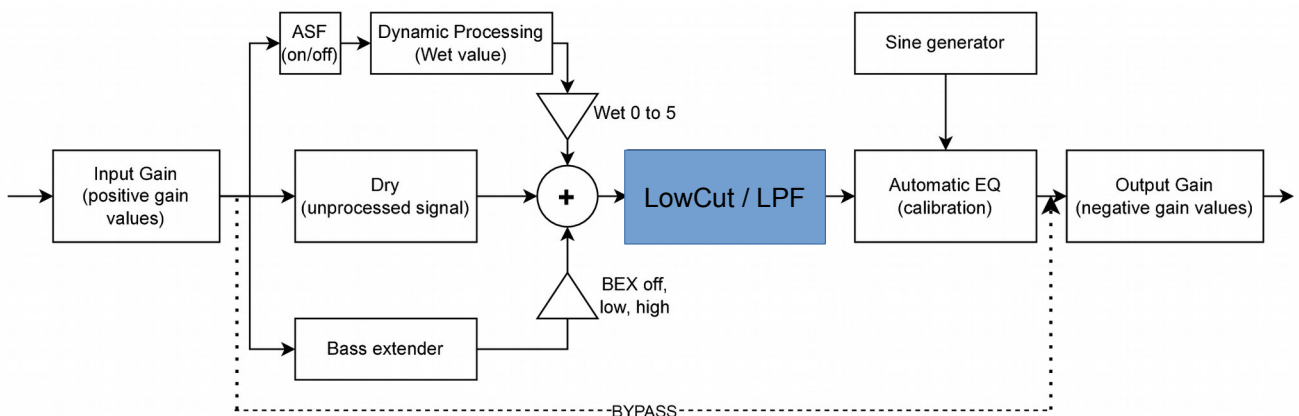 ASF
(on/off)
Dynamic Processing
(Wet value)
Sine generator
Wet 0 to 5
Input Gain
(positive gain
values)
Dry
(unprocessed signal)
+
LowCut / LPF
Automatic EQ
(calibration)
Output Gain
(negative gain values)
BEX off,
low, high
Bass extender
BYPASS